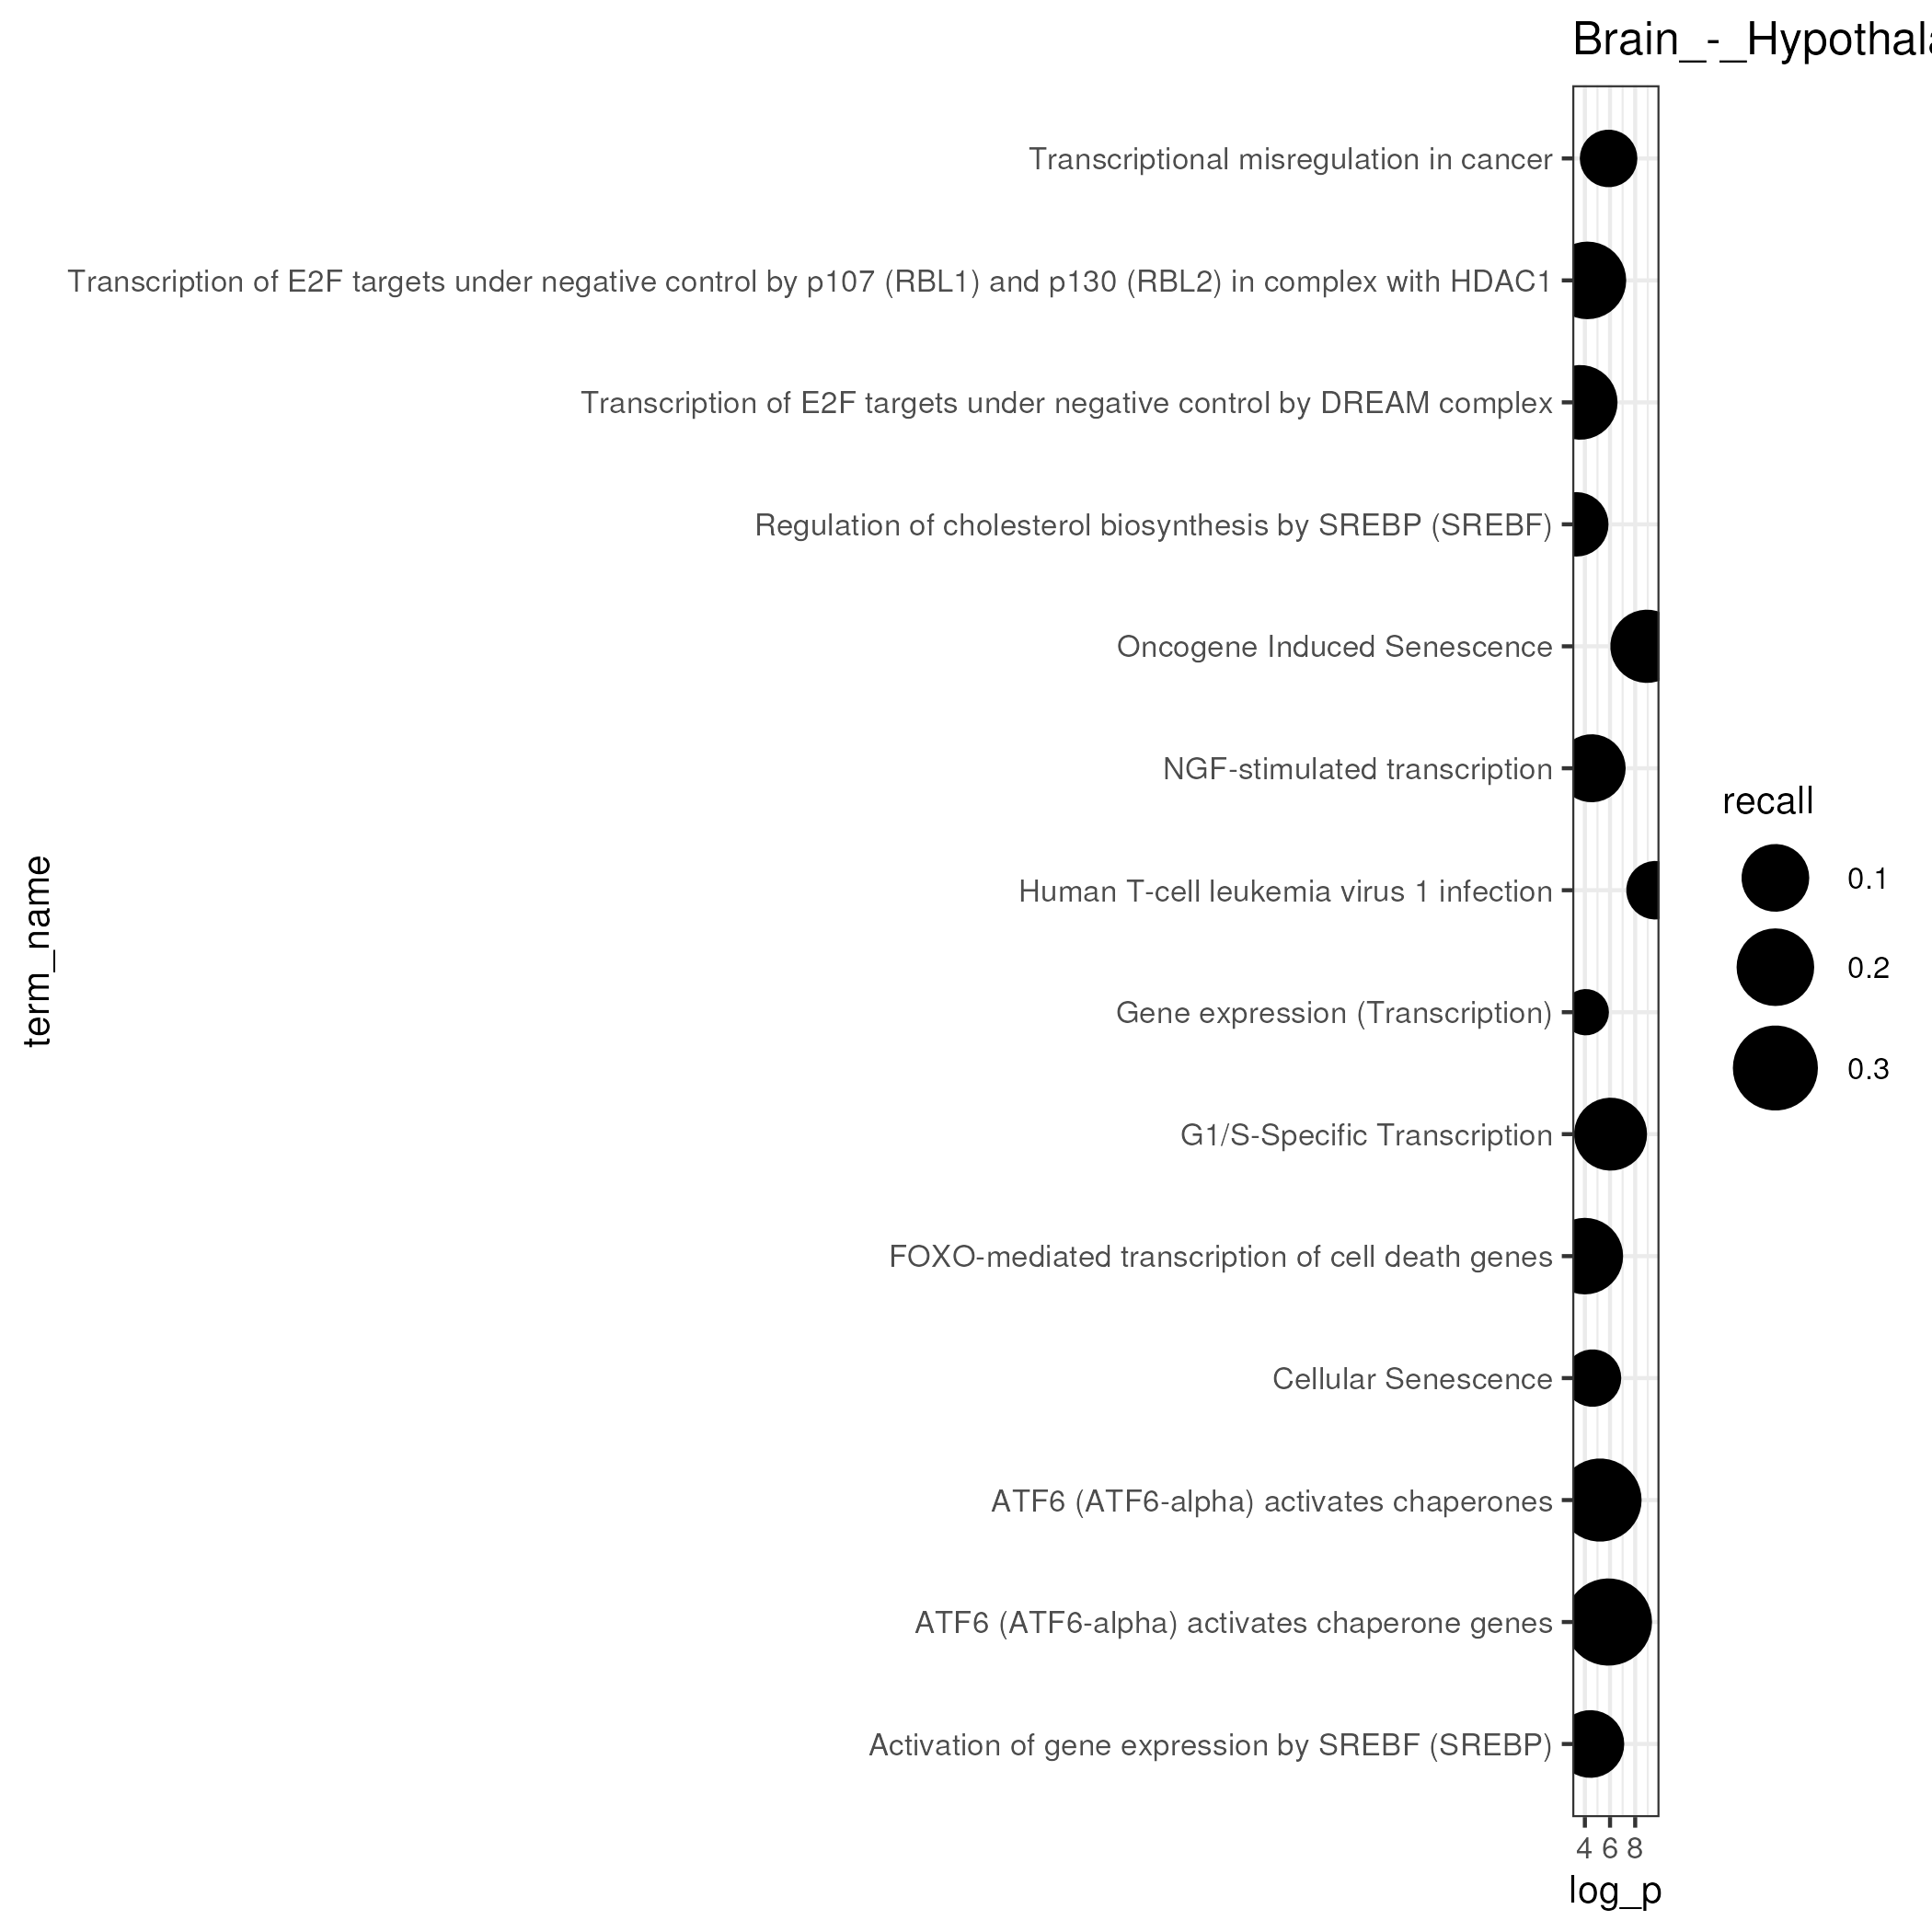 Brain_-_Hypothal
Transcriptional misregulation in cancer
Transcription of E2F targets under negative control by p107 (RBL1) and p130 (RBL2) in complex with HDAC1
Transcription of E2F targets under negative control by DREAM complex
Regulation of cholesterol biosynthesis by SREBP (SREBF)
Oncogene Induced Senescence
NGF-stimulated transcription
Human T-cell leukemia virus 1 infection
Gene expression (Transcription)
G1/S-Specific Transcription
FOXO-mediated transcription of cell death genes
Cellular Senescence
ATF6 (ATF6-alpha) activates chaperones
ATF6 (ATF6-alpha) activates chaperone genes
Activation of gene expression by SREBF (SREBP)
term_name
4 6 8
log_p
recall
0.1
0.2
0.3